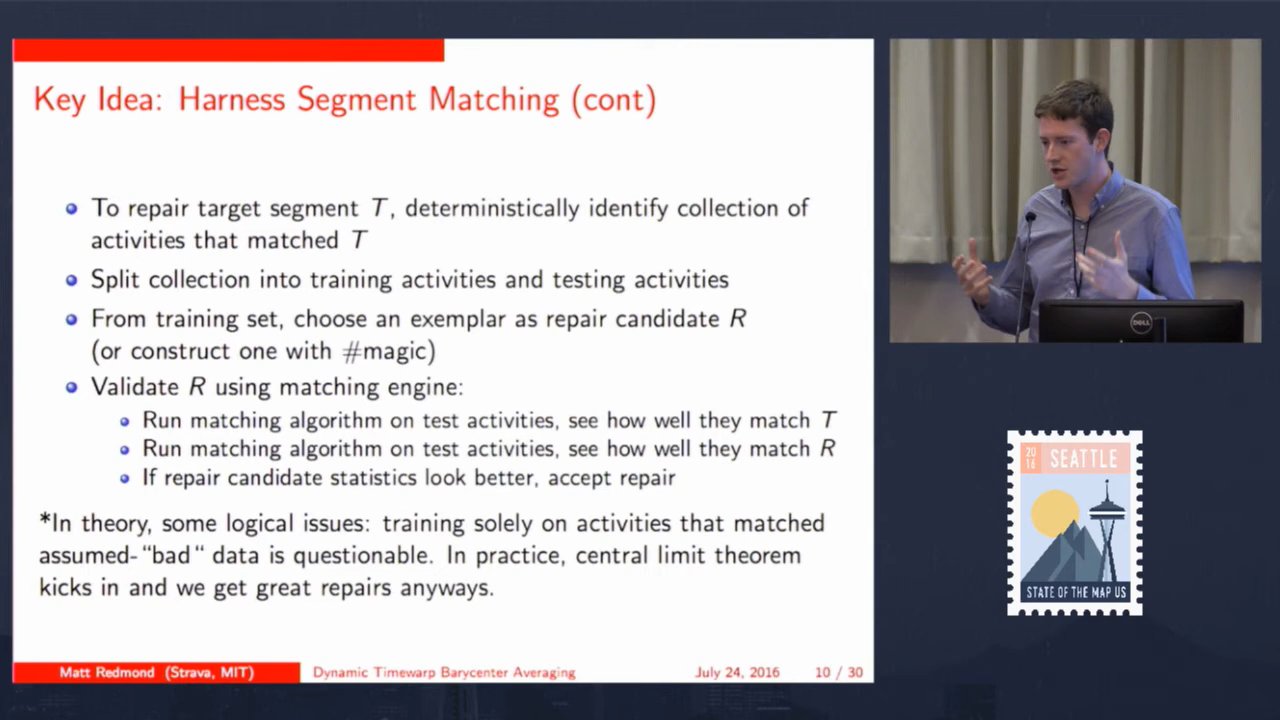 Key Idea: Harness Segment Matching (cont)
To repair target segment T, deterministically identify collection of
activities that matched T
Split collection into training activities and testing activities
From training set, choose an exemplar as repair candidate R
(or construct one with #magic)
Validate R using matching engine:
Run matching algorithm on test activities, see how well they match T
Run matching algorithm on test activities, see how well they match R
If repair candidate statistics look better, accept repair
*In theory, some logical issues: training solely on activities that matched
assumed-"bad" data is questionable. In practice, central limit theorem
kicks in and we get great repairs anyways.
Matt Redmond (Strava, MIT)
Dynamic Timewarp Barycenter Averaging
July 24, 2016
10 / 30
DELL
20
16
SEATTLE
STATE OF THE MAP US